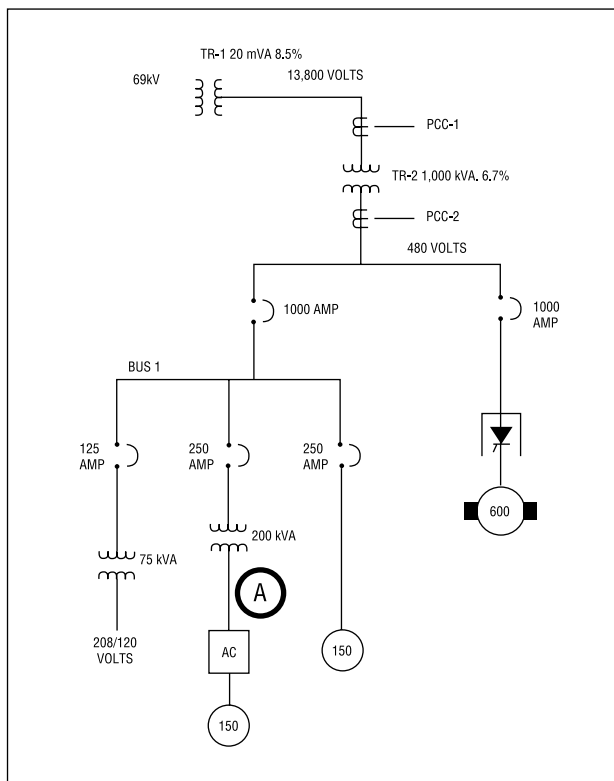 TR-1 20 mVA 8.5%
69kV
13,800 VOLTS
PCC-1
TR-2 1,000 kVA. 6.7%
PCC-2
480 VOLTS
1000 AMP
1000
AMP
BUS 1
125
AMP
250
AMP
250
AMP
200 kVA
75 kVA
A
600
208/120
VOLTS
AC
150
150